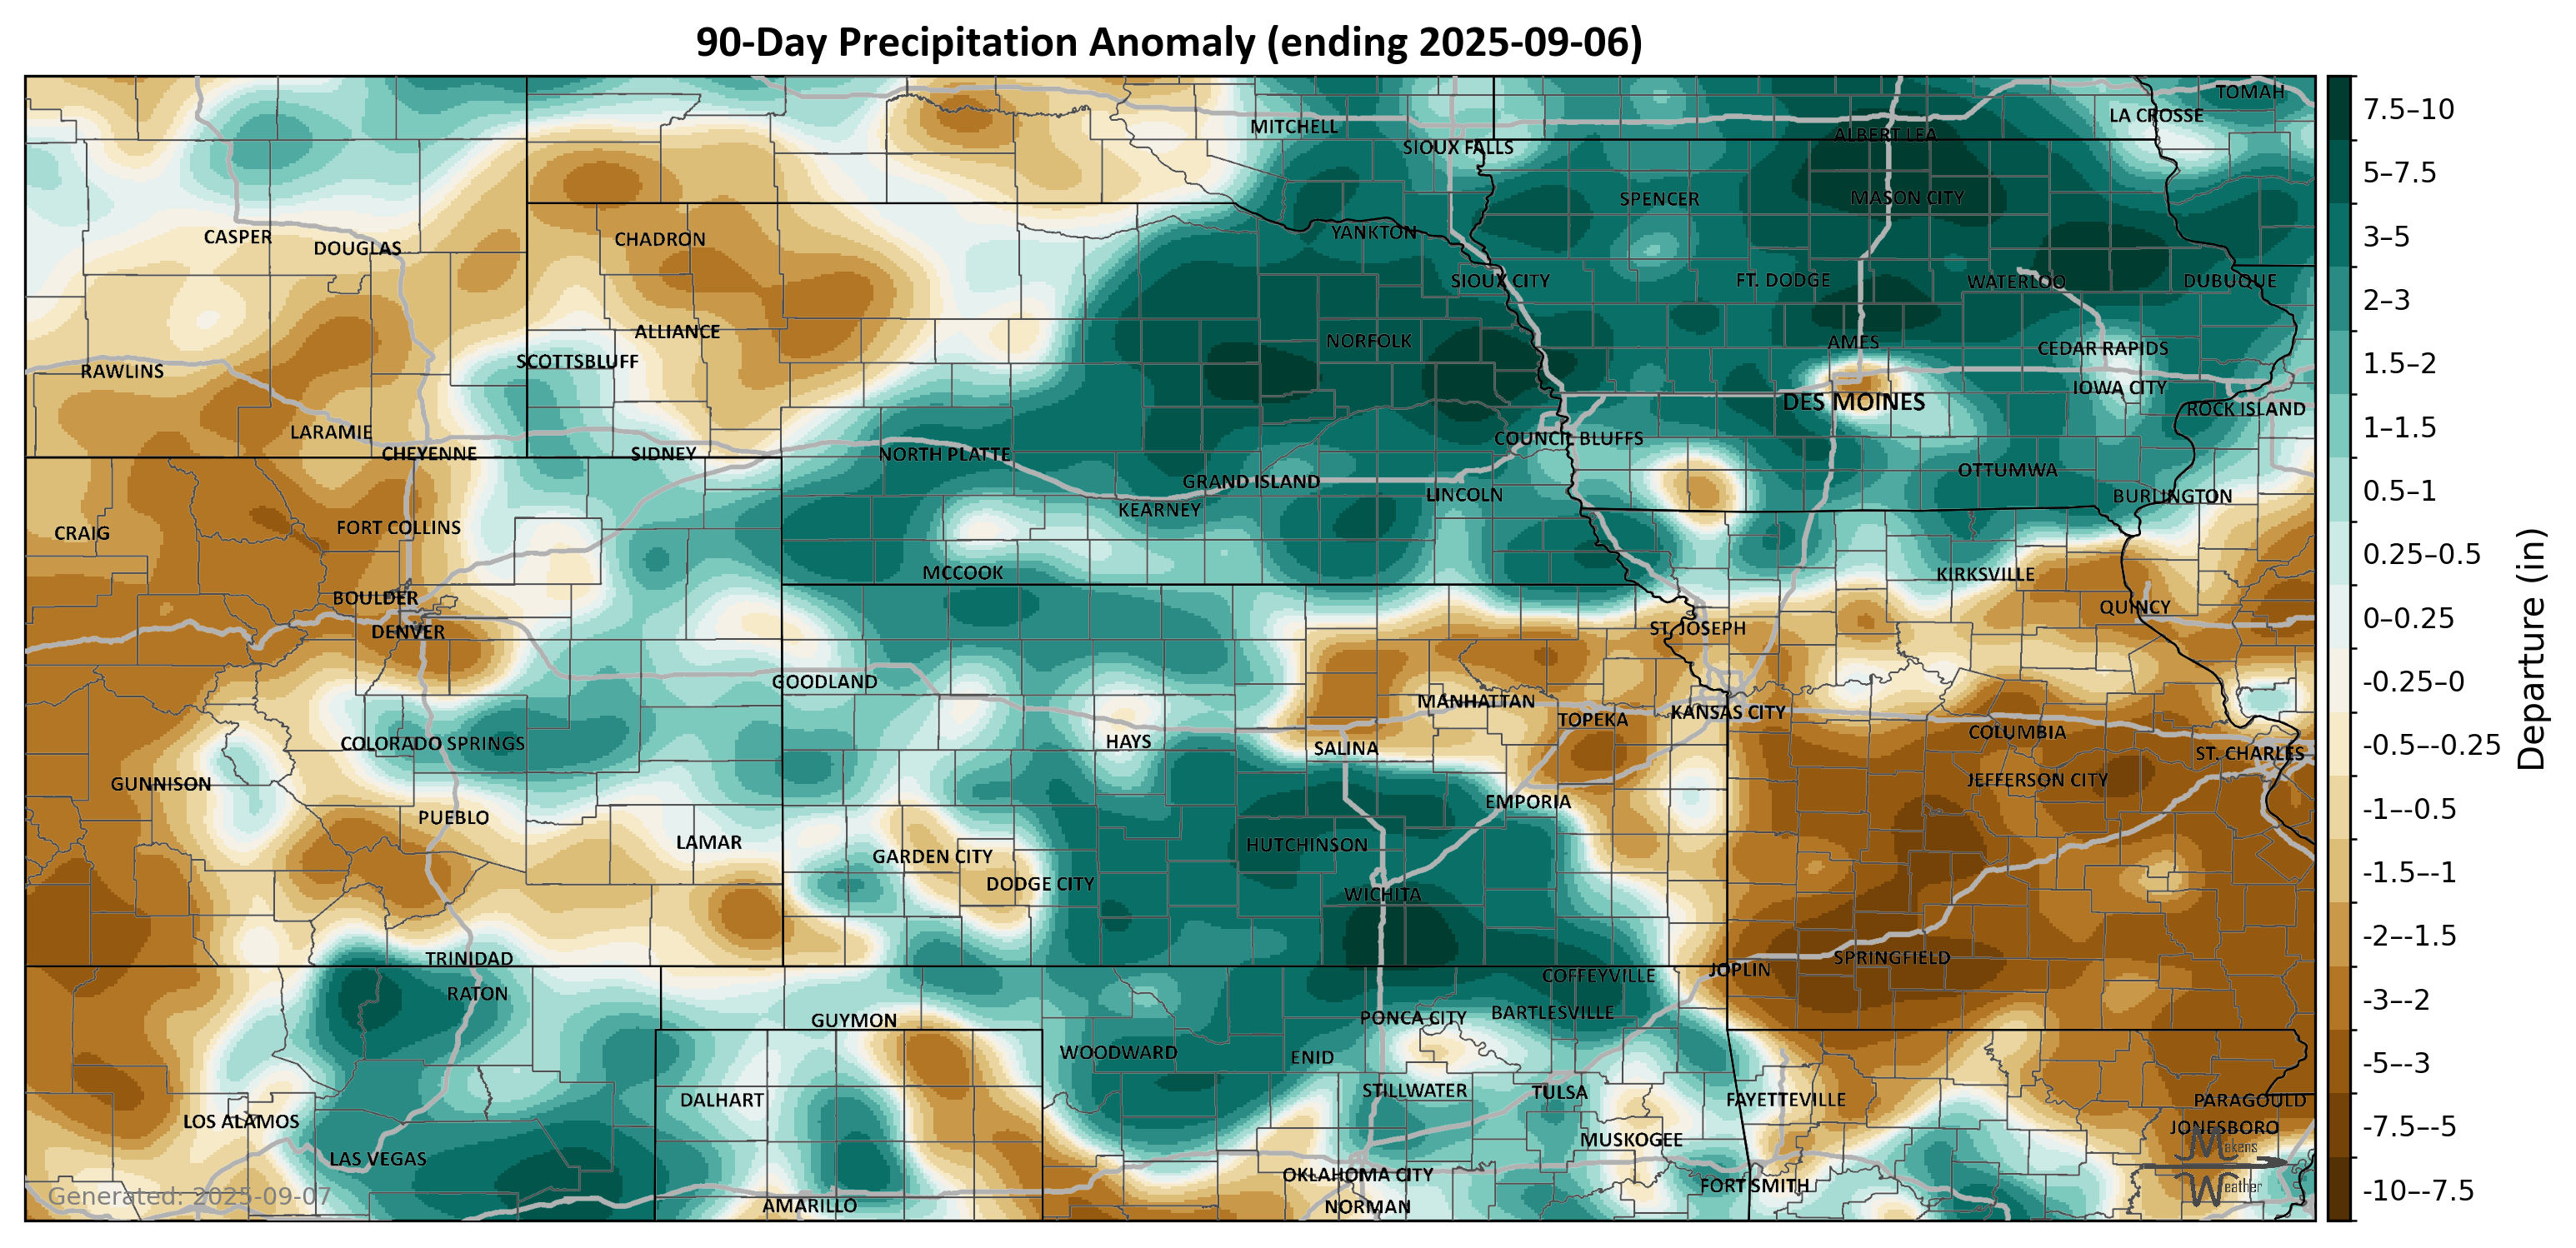 90-Day Precipitation Anomaly (ending 2025-09-06)
TOMAH
LA CROSSE
MITCHELL
ALBERT LEA
SIOUX FALLS
SPENCER
MASON CITY
CASPER
DOUGLAS
CHADRON
YANKTON
SIOUX CITY
FT. DODGE
WATERLOO
DUBUQUE
ALLIANCE
NORFOLK
AMES
CEDAR RAPIDS
SCOTTSBLUFF
RAWLINS
IOWA CITY
DES MOINES
ROCK ISLAND
LARAMIE
COUNCIL BLUFFS
CHEYENNE
SIDNEY
NORTH PLATTE
OTTUMWA
GRAND ISLAND
LINCOLN
BURLINGTON
KEARNEY
CRAIG
FORT COLLINS
MCCOOK
KIRKSVILLE
BOULDER
QUINCY
DENVER
ST. JOSEPH
GOODLAND
MANHATTAN
TOPEKA
KANSAS CITY
COLUMBIA
COLORADO SPRINGS
HAYS
SALINA
ST. CHARLES
GUNNISON
JEFFERSON CITY
EMPORIA
PUEBLO
LAMAR
HUTCHINSON
GARDEN CITY
DODGE CITY
WICHITA
TRINIDAD
SPRINGFIELD
JOPLIN
COFFEYVILLE
RATON
BARTLESVILLE
GUYMON
PONCA CITY
WOODWARD
ENID
STILLWATER
TULSA
DALHART
FAYETTEVILLE
PARAGOULD
LOS ALAMOS
JONESBORO
MUSKOGEE
LAS VEGAS
OKLAHOMA CITY
FORT SMITH
AMARILLO
NORMAN
Generated: 2025-09-07
Makens
Weather
7.5–10
5–7.5
3–5
2–3
1.5–2
1–1.5
0.5–1
0.25–0.5
0–0.25
-0.25–0
-0.5–-0.25
-1–-0.5
-1.5–-1
-2–-1.5
-3–-2
-5–-3
-7.5–-5
-10–-7.5
Departure (in)